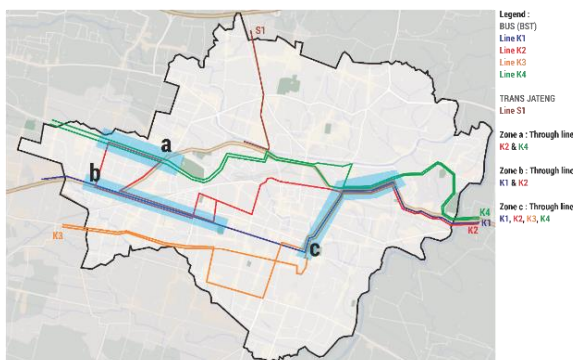 S1
a
b
c
K3
K4
K1
K2
Legend :
BUS (BST)
Line K1
Line K2
Line K3
Line K4
TRANS JATENG
Line S1
Zone a : Through line
K2 & K4
Zone b : Through line
K1 & K2
Zone c : Through line
K1, K2, K3, K4